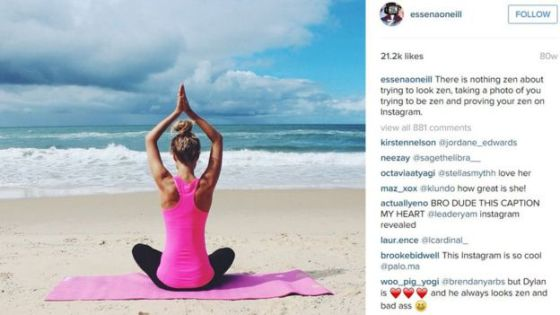 essenaoneill
FOLLOW
21.2k likes
80w
essenaoneill There is nothing zen about
trying to look zen, taking a photo of you
trying to be zen and proving your zen on
Instagram.
view all 881 comments
kirstennelson @jordane_edwards
neezay @sagethelibra__
octaviaatyagi @stellasmythh love her
maz_xox @klundo how great is she!
actuallyeno BRO DUDE THIS CAPTION
MY HEART @leaderyam instagram
revealed
laur.ence @lcardinal_
brookebidwell This Instagram is so cool
@palo.ma
woo_pig_yogi @brendanyarbs but Dylan
is ❤️❤️❤️ and he always looks zen and
bad ass 😀